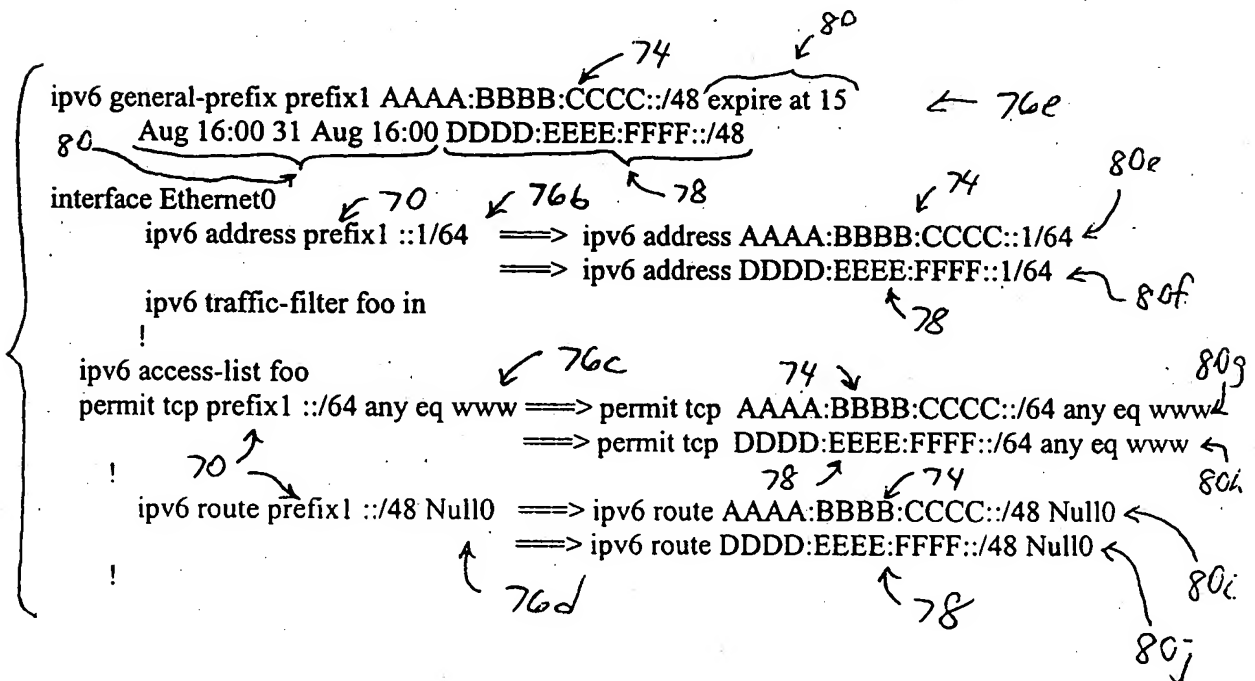 80
74
ipv6 general-prefix prefix1 AAAA:BBBB:CCCC::/48 expire at 15 76e
80 Aug 16:00 31 Aug 16:00 DDDD:EEEE:FFFF::/48
interface Ethernet0 70 76b 78 74 80e
ipv6 address prefix1 ::1/64 ===> ipv6 address AAAA:BBBB:CCCC::1/64
===> ipv6 address DDDD:EEEE:FFFF::1/64 80f
ipv6 traffic-filter foo in 78
!
ipv6 access-list foo 76c 74 80g
permit tcp prefix1 ::/64 any eq www ===> permit tcp AAAA:BBBB:CCCC::/64 any eq www
===> permit tcp DDDD:EEEE:FFFF::/64 any eq www
! 70 78 74 80h
ipv6 route prefix1 ::/48 Null0 ===> ipv6 route AAAA:BBBB:CCCC::/48 Null0
===> ipv6 route DDDD:EEEE:FFFF::/48 Null0
! 76d 78 80i
80j